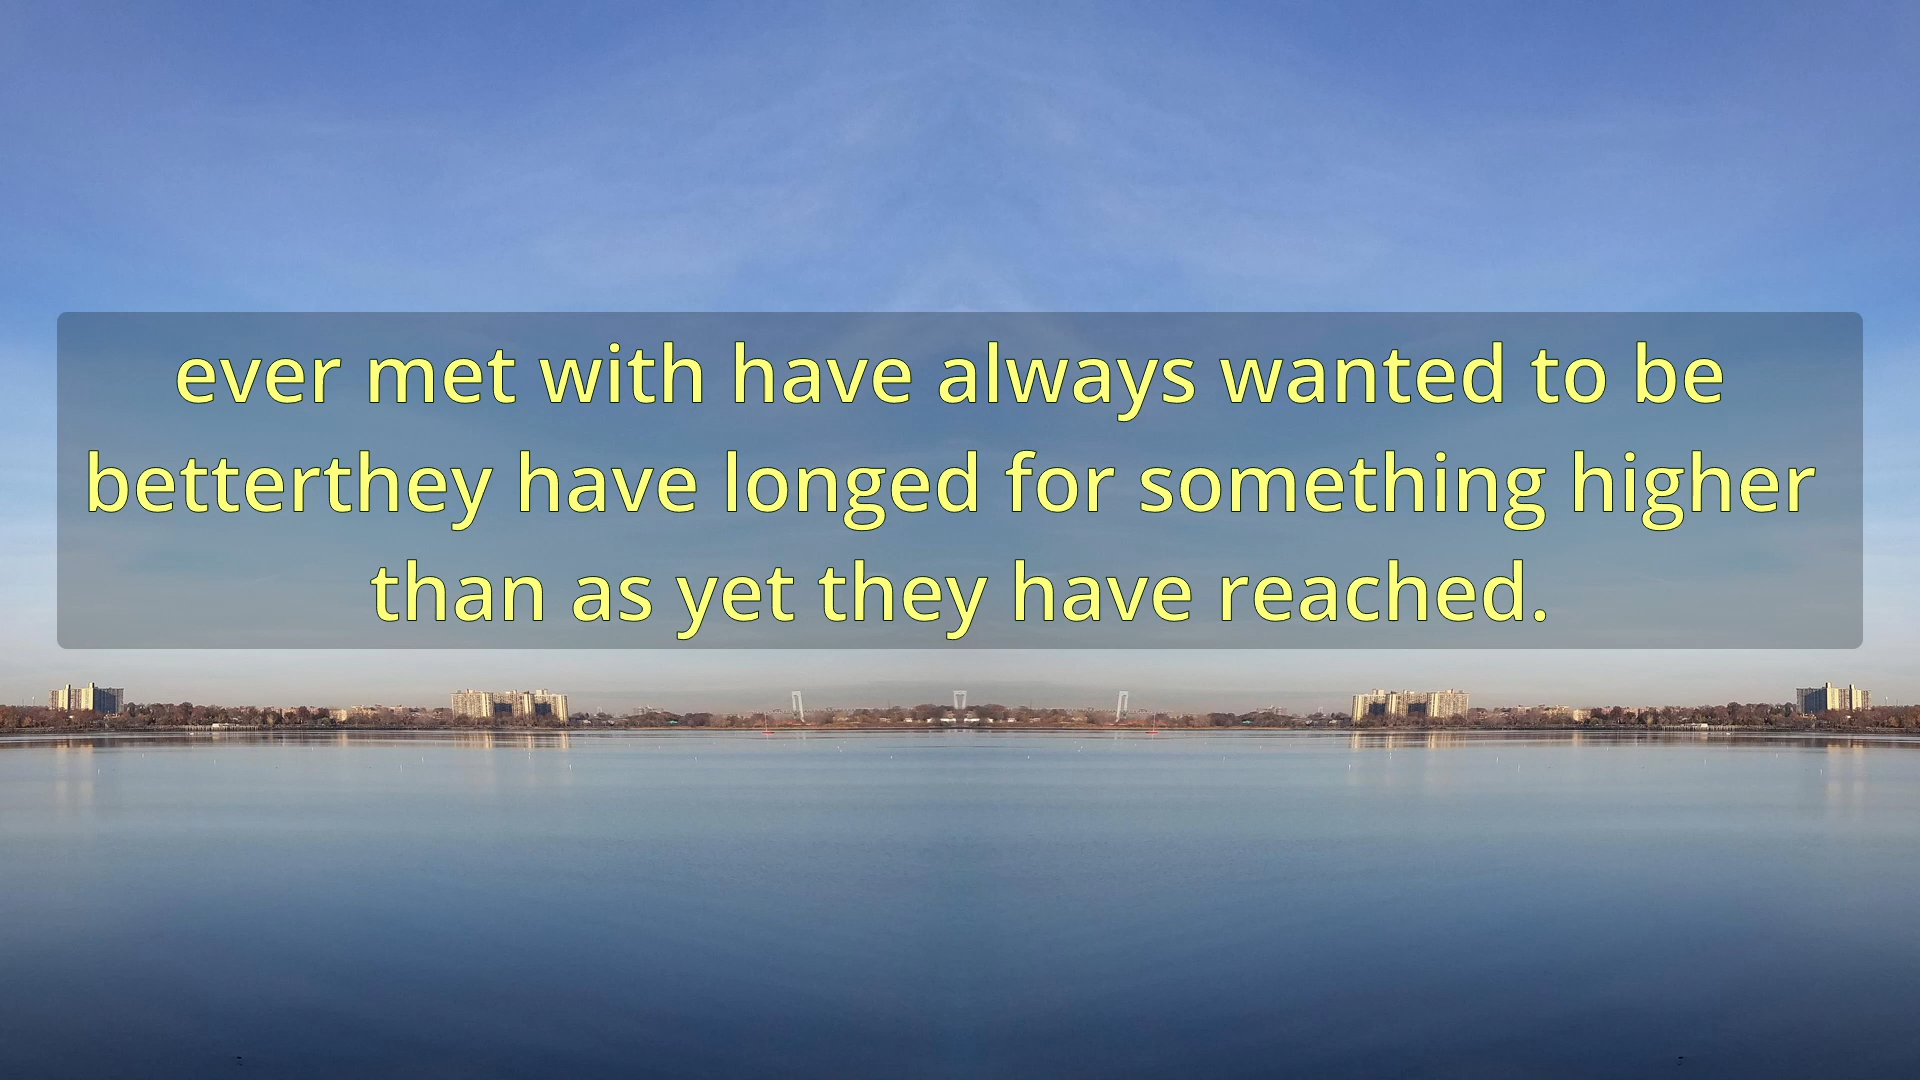 ever met with have always wanted to be
betterthey have longed for something higher
than as yet they have reached.